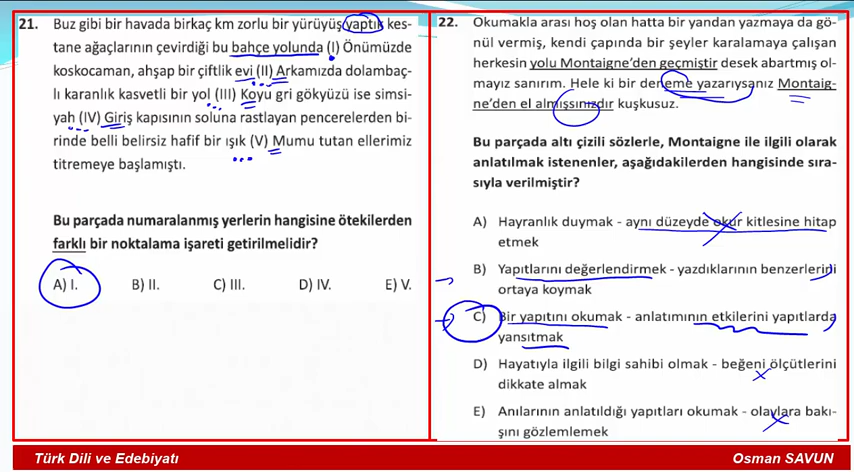 21. Buz gibi bir havada birkaç km zorlu bir yürüyüş yaptık kes-
tane ağaçlarının çevirdiği bu bahçe yolunda (I) Önümüzde
koskocaman, ahşap bir çiftlik evi (II) Arkamızda dolambaç-
lı karanlık kasvetli bir yol (III) Koyu gri gökyüzü ise simsi-
yah (IV) Giriş kapısının soluna rastlayan pencerelerden bi-
rinde belli belirsiz hafif bir ışık (V) Mumu tutan ellerimiz
titremeye başlamıştı.
Bu parçada numaralanmış yerlerin hangisine ötekilerden
farklı bir noktalama işareti getirilmelidir?
A) I. B) II. C) III. D) IV. E) V.
22. Okumakla arası hoş olan hatta bir yandan yazmaya da gö-
nül vermiş, kendi çapında bir şeyler karalamaya çalışan
herkesin yolu Montaigne'den geçmiştir desek abartmış ol-
mayız sanırım. Hele ki bir deneme yazarıysanız Montaig-
ne'den el almışsınızdır kuşkusuz.
Bu parçada altı çizili sözlerle, Montaigne ile ilgili olarak
anlatılmak istenenler, aşağıdakilerden hangisinde sıra-
sıyla verilmiştir?
A) Hayranlık duymak - aynı düzeyde okur kitlesine hitap
etmek
B) Yapıtlarını değerlendirmek - yazdıklarının benzerlerini
ortaya koymak
C) Bir yapıtını okumak - anlatımının etkilerini yapıtlarda
yansıtmak
D) Hayatıyla ilgili bilgi sahibi olmak - beğeni ölçütlerini
dikkate almak
E) Anılarının anlatıldığı yapıtları okumak - olaylara bakı-
şını gözlemlemek
Türk Dili ve Edebiyatı
Osman SAVUN